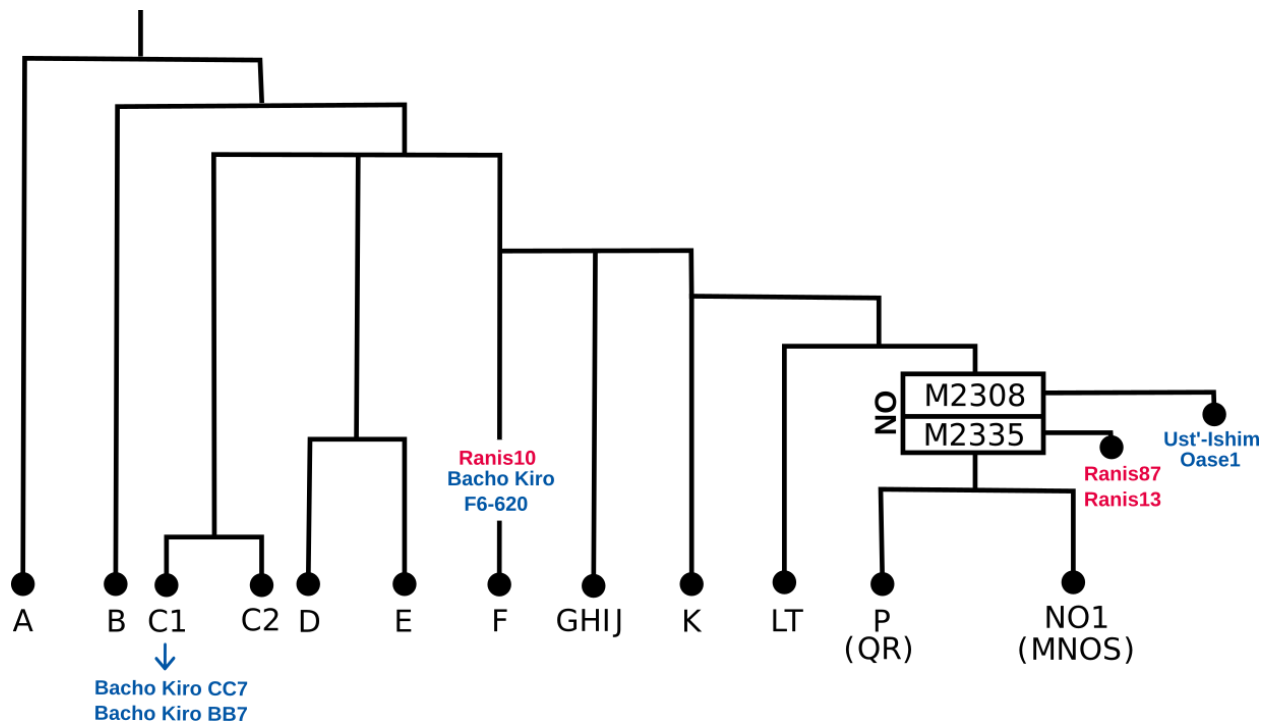 NO
M2308
M2335
Ust'-Ishim
Oase1
Ranis10
Bacho Kiro
F6-620
Ranis87
Ranis13
A
B
C1
C2
D
E
F
GHIJ
K
LT
P
(QR)
NO1
(MNOS)
Bacho Kiro CC7
Bacho Kiro BB7